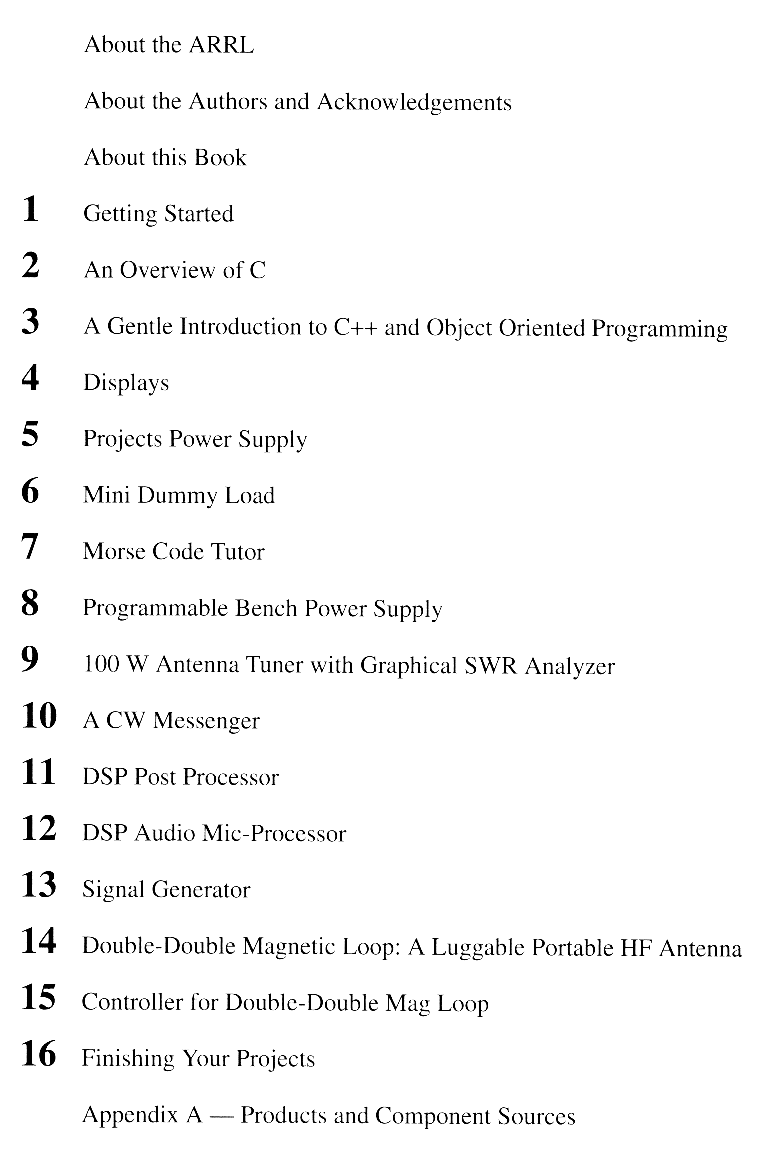 About the ARRL
About the Authors and Acknowledgements
About this Book
1 Getting Started
2 An Overview of C
3 A Gentle Introduction to C++ and Object Oriented Programming
4 Displays
5 Projects Power Supply
6 Mini Dummy Load
7 Morse Code Tutor
8 Programmable Bench Power Supply
9 100 W Antenna Tuner with Graphical SWR Analyzer
10 A CW Messenger
11 DSP Post Processor
12 DSP Audio Mic-Processor
13 Signal Generator
14 Double-Double Magnetic Loop: A Luggable Portable HF Antenna
15 Controller for Double-Double Mag Loop
16 Finishing Your Projects
Appendix A — Products and Component Sources